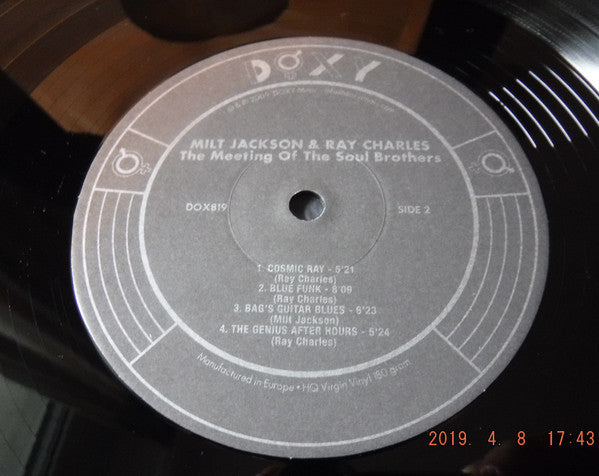 DOXY
MILT JACKSON & RAY CHARLES
The Meeting Of The Soul Brothers
DOX819
SIDE 2
1. COSMIC RAY - 5'21
(Ray Charles)
2. BLUE FUNK - 8'09
(Ray Charles)
3. BAG'S GUITAR BLUES - 6'23
(Milt Jackson)
4. THE GENIUS AFTER HOURS - 5'24
(Ray Charles)
Manufactured in Europe • HQ Virgin Vinyl 180 gram
2019. 4. 8 17:43